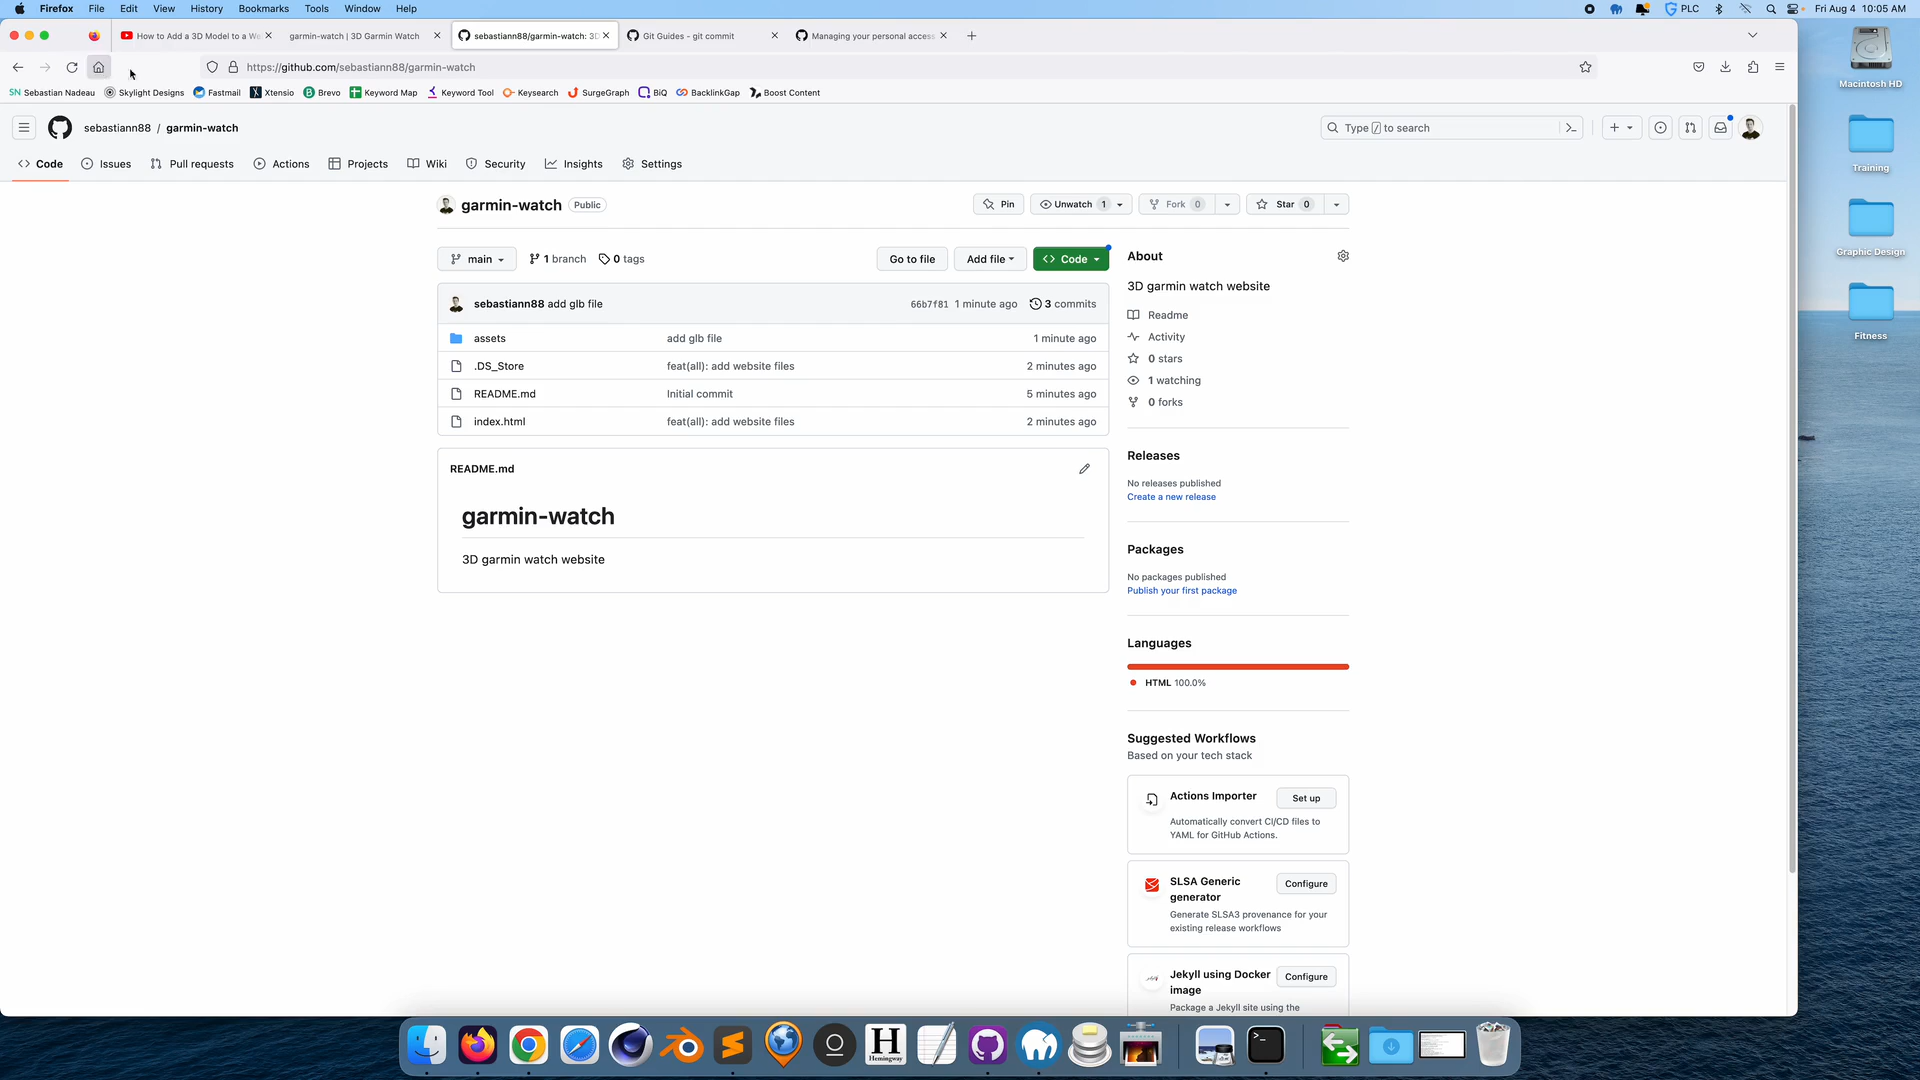 Firefox File Edit View History Bookmarks Tools Window Help
PLC Fri Aug 4 10:05 AM
How to Add a 3D Model to a We
garmin-watch | 3D Garmin Watch
sebastiann88/garmin-watch: 3D
Git Guides - git commit
Managing your personal access
https://github.com/sebastiann88/garmin-watch
Sebastian Nadeau Skylight Designs Fastmail Xtensio Brevo Keyword Map Keyword Tool Keysearch SurgeGraph BiQ BacklinkGap Boost Content
Macintosh HD
Training
Graphic Design
Fitness
sebastiann88 / garmin-watch
Type / to search
Code Issues Pull requests Actions Projects Wiki Security Insights Settings
garmin-watch Public
Pin Unwatch 1 Fork 0 Star 0
main 1 branch 0 tags
Go to file Add file Code
sebastiann88 add glb file 66b7f81 1 minute ago 3 commits
assets add glb file 1 minute ago
.DS_Store feat(all): add website files 2 minutes ago
README.md Initial commit 5 minutes ago
index.html feat(all): add website files 2 minutes ago
README.md
garmin-watch
3D garmin watch website
About
3D garmin watch website
Readme
Activity
0 stars
1 watching
0 forks
Releases
No releases published
Create a new release
Packages
No packages published
Publish your first package
Languages
HTML 100.0%
Suggested Workflows
Based on your tech stack
Actions Importer
Set up
Automatically convert CI/CD files to
YAML for GitHub Actions.
SLSA Generic
generator
Configure
Generate SLSA3 provenance for your
existing release workflows
Jekyll using Docker
image
Configure
Package a Jekyll site using the
H
Hemingway